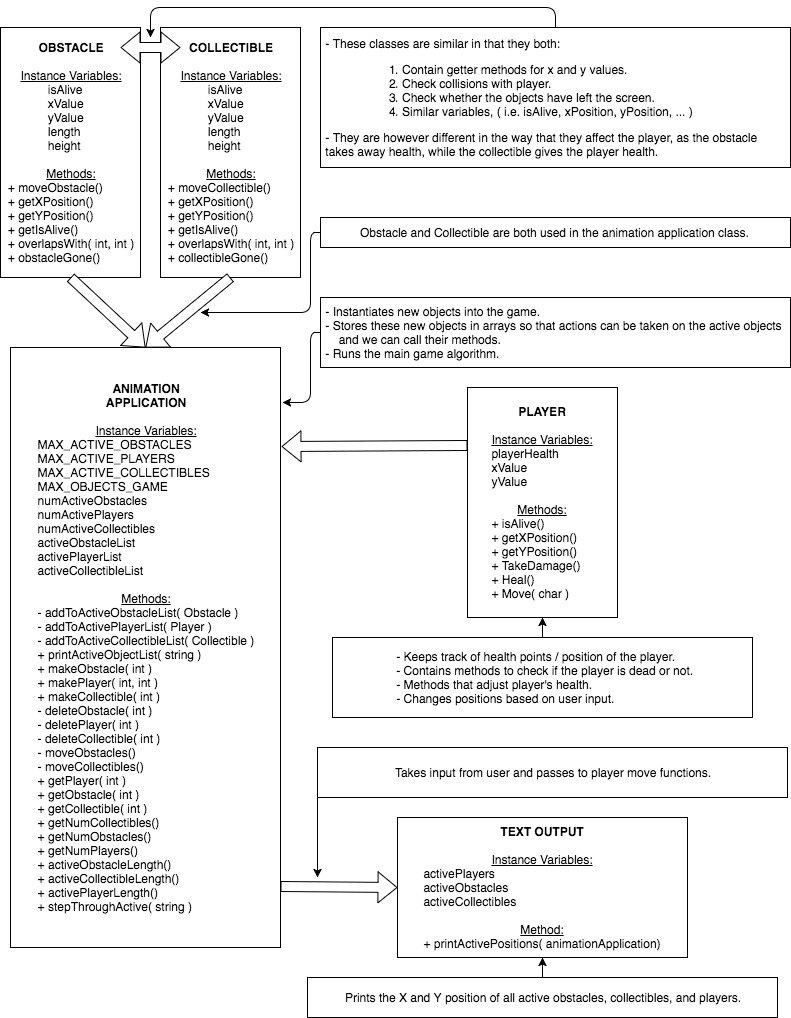 OBSTACLE
Instance Variables:
isAlive
xValue
yValue
length
height
Methods:
+ moveObstacle()
+ getXPosition()
+ getYPosition()
+ getIsAlive()
+ overlapsWith( int, int )
+ obstacleGone()
COLLECTIBLE
Instance Variables:
isAlive
xValue
yValue
length
height
Methods:
+ moveCollectible()
+ getXPosition()
+ getYPosition()
+ getIsAlive()
+ overlapsWith( int, int )
+ collectibleGone()
- These classes are similar in that they both:
1. Contain getter methods for x and y values.
2. Check collisions with player.
3. Check whether the objects have left the screen.
4. Similar variables, ( i.e. isAlive, xPosition, yPosition, ... )
- They are however different in the way that they affect the player, as the obstacle
takes away health, while the collectible gives the player health.
Obstacle and Collectible are both used in the animation application class.
- Instantiates new objects into the game.
- Stores these new objects in arrays so that actions can be taken on the active objects
and we can call their methods.
- Runs the main game algorithm.
ANIMATION
APPLICATION
Instance Variables:
MAX_ACTIVE_OBSTACLES
MAX_ACTIVE_PLAYERS
MAX_ACTIVE_COLLECTIBLES
MAX_OBJECTS_GAME
numActiveObstacles
numActivePlayers
numActiveCollectibles
activeObstacleList
activePlayerList
activeCollectibleList
Methods:
- addToActiveObstacleList( Obstacle )
- addToActivePlayerList( Player )
- addToActiveCollectibleList( Collectible )
+ printActiveObjectList( string )
+ makeObstacle( int )
+ makePlayer( int, int )
+ makeCollectible( int )
- deleteObstacle( int )
- deletePlayer( int )
- deleteCollectible( int )
- moveObstacles()
- moveCollectibles()
+ getPlayer( int )
+ getObstacle( int )
+ getCollectible( int )
+ getNumCollectibles()
+ getNumObstacles()
+ getNumPlayers()
+ activeObstacleLength()
+ activeCollectibleLength()
+ activePlayerLength()
+ stepThroughActive( string )
PLAYER
Instance Variables:
playerHealth
xValue
yValue
Methods:
+ isAlive()
+ getXPosition()
+ getYPosition()
+ TakeDamage()
+ Heal()
+ Move( char )
- Keeps track of health points / position of the player.
- Contains methods to check if the player is dead or not.
- Methods that adjust player's health.
- Changes positions based on user input.
Takes input from user and passes to player move functions.
TEXT OUTPUT
Instance Variables:
activePlayers
activeObstacles
activeCollectibles
Method:
+ printActivePositions( animationApplication)
Prints the X and Y position of all active obstacles, collectibles, and players.